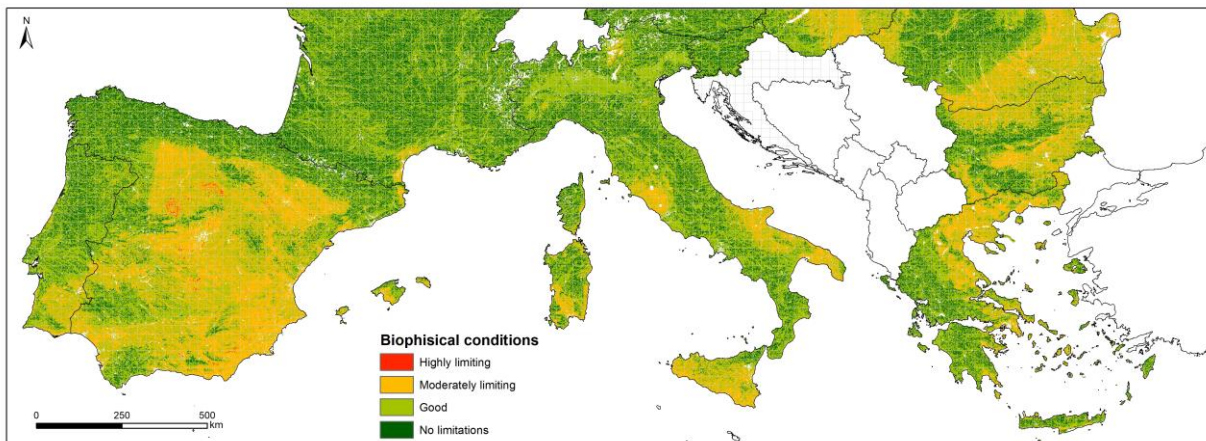 N
Biophisical conditions
Highly limiting
Moderately limiting
Good
No limitations
0 250 500
km